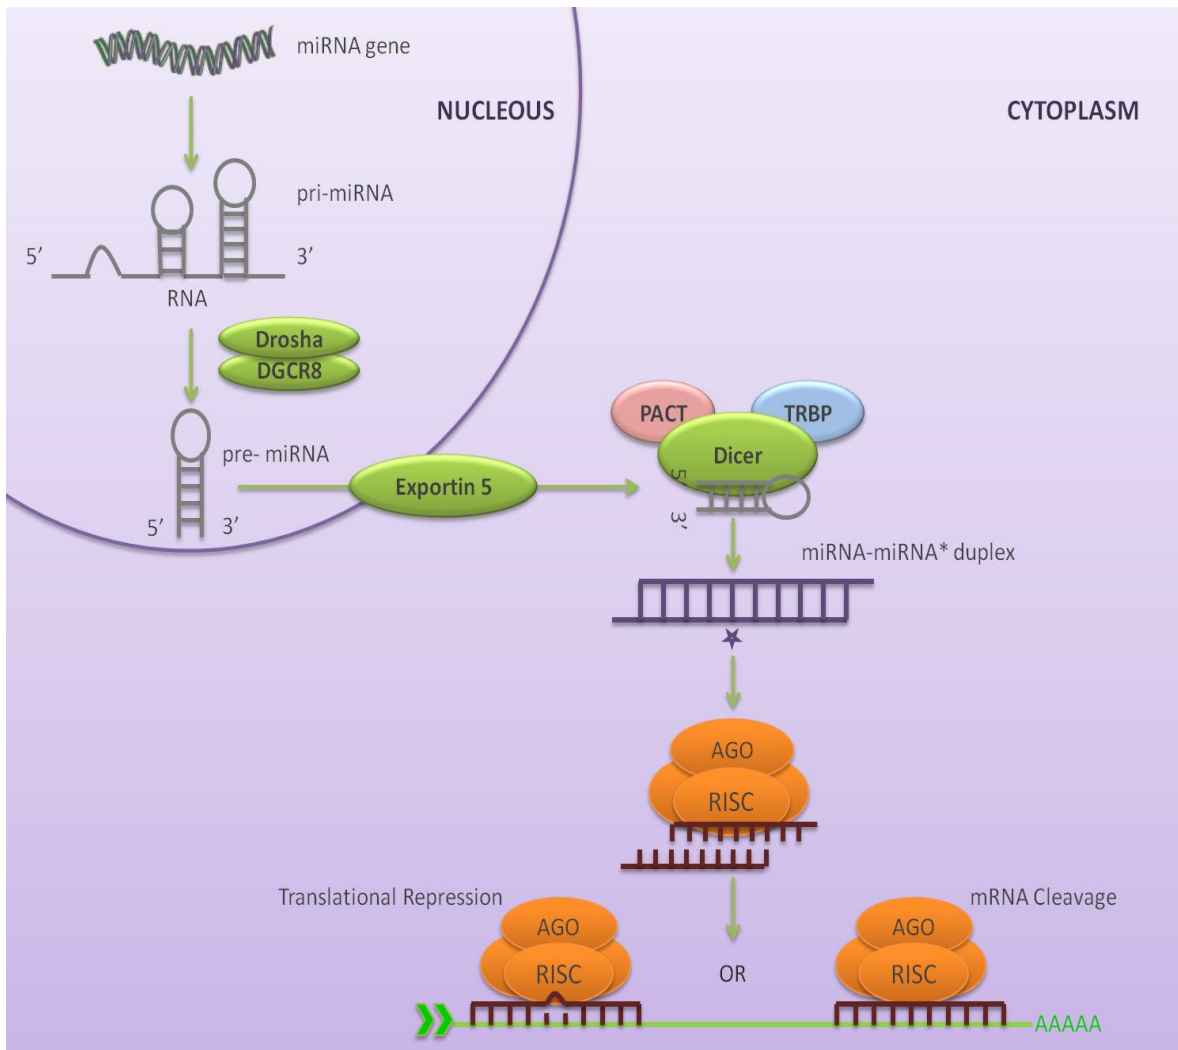 miRNA gene
NUCLEOUS
CYTOPLASM
pri-miRNA
5’
3’
RNA
Drosha
DGCR8
pre- miRNA
5’
3’
Exportin 5
PACT
TRBP
Dicer
5’
3’
miRNA-miRNA* duplex
AGO
RISC
Translational Repression
mRNA Cleavage
AGO
RISC
OR
AGO
RISC
AAAAA